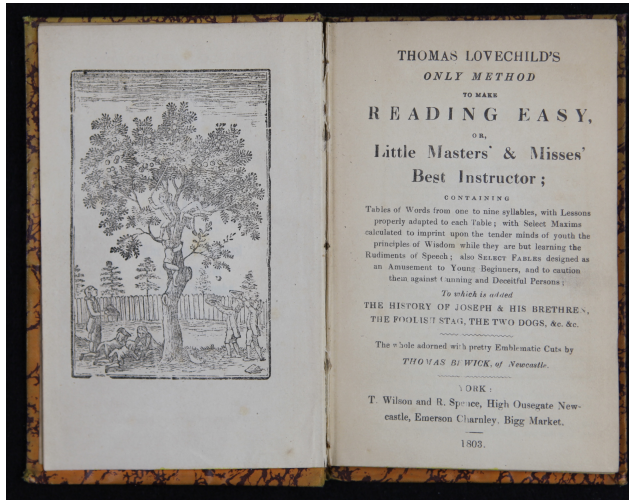 THOMAS LOVECHILD'S
ONLY METHOD
TO MAKE
READING EASY,
OR,
Little Masters' & Misses'
Best Instructor;
CONTAINING
Tables of Words from one to nine syllables, with Lessons
properly adapted to each Table; with Select Maxims
calculated to imprint upon the tender minds of youth the
principles of Wisdom while they are but learning the
Rudiments of Speech; also SELECT FABLES designed as
an Amusement to Young Beginners, and to caution
them against Cunning and Deceitful Persons;
To which is added
THE HISTORY OF JOSEPH & HIS BRETHREN,
THE FOOLISH STAG, THE TWO DOGS, &c. &c.
The whole adorned with pretty Emblematic Cuts by
THOMAS BEWICK, of Newcastle.
YORK:
T. Wilson and R. Spence, High Ousegate New-
castle, Emerson Charnley. Bigg Market.
1803.